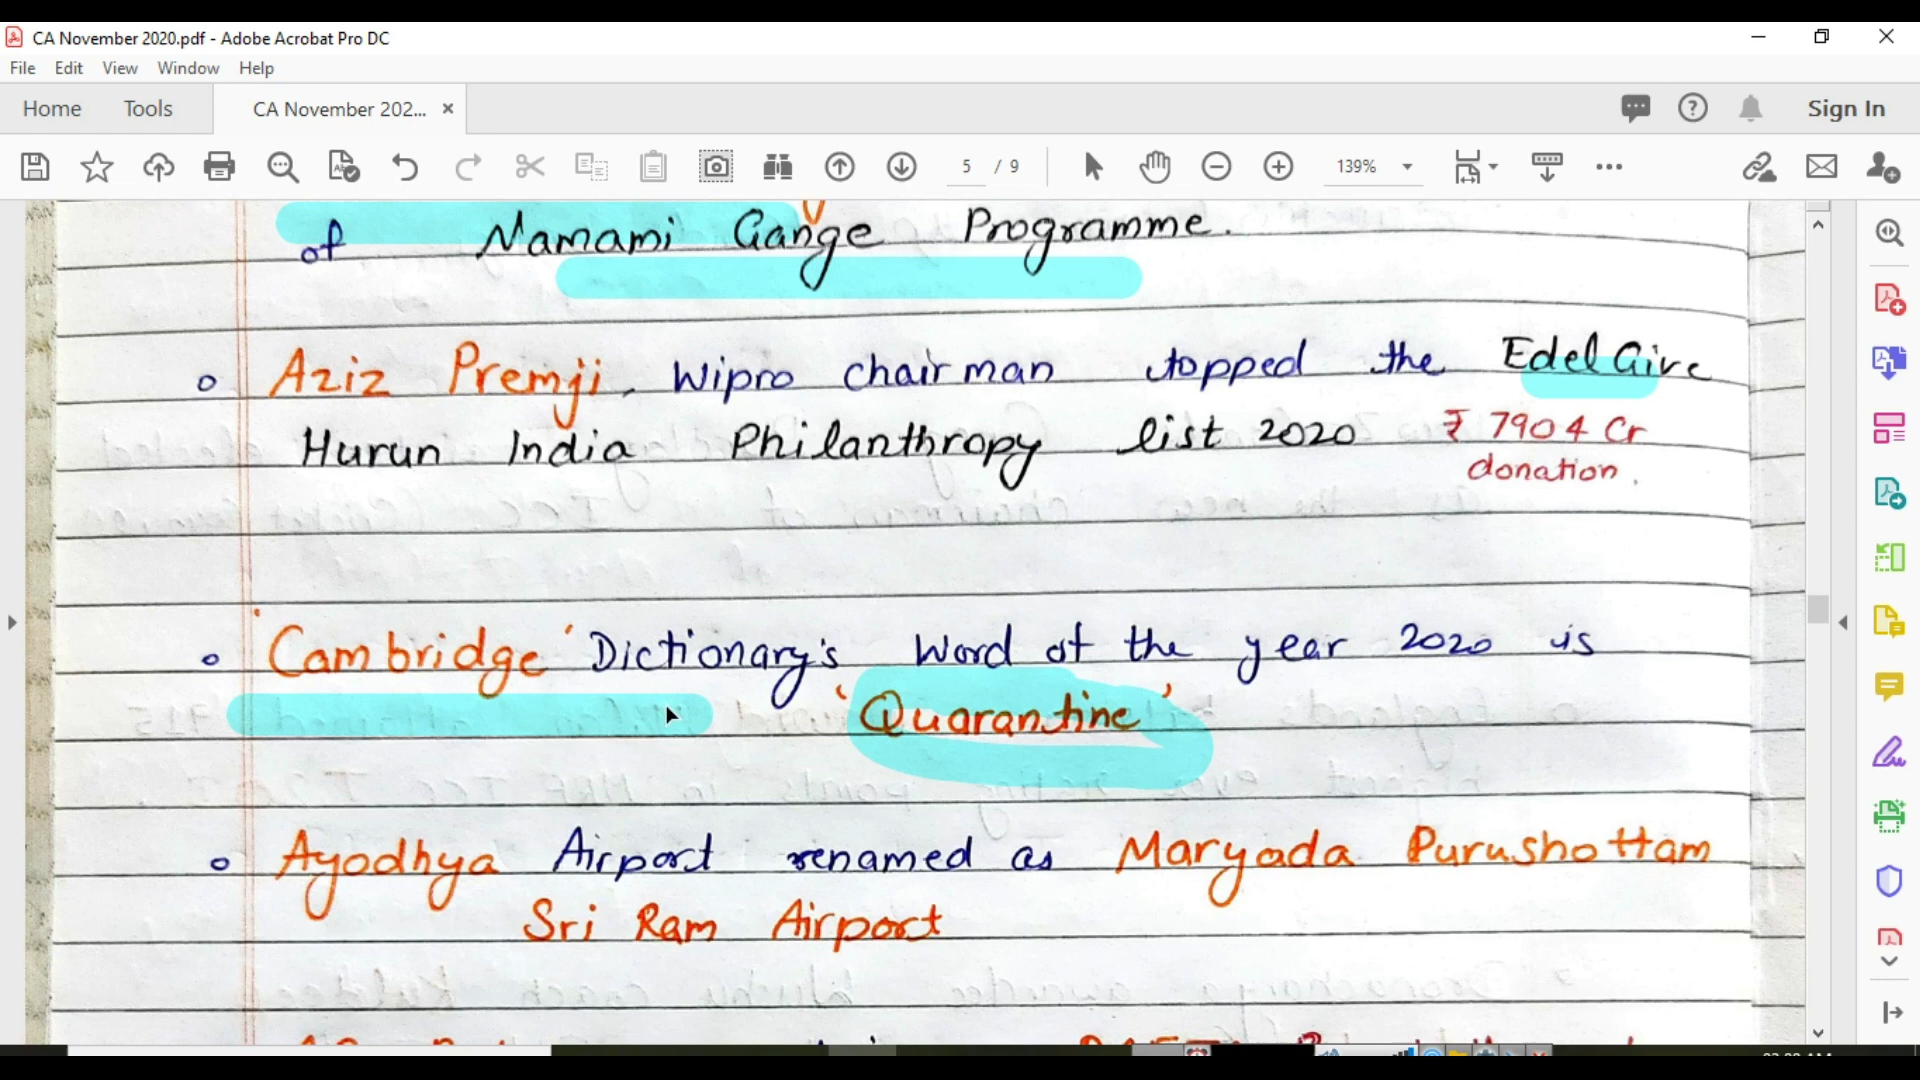 CA November 2020.pdf - Adobe Acrobat Pro DC
File Edit View Window Help
Home Tools CA November 202... × Sign In
5 / 9 139%
of Namami Gange Programme.
Aziz Premji, Wipro chairman topped the EdelGive
Hurun India Philanthropy list 2020 ₹ 7904 Cr
donation.
'Cambridge' Dictionary's Word of the year 2020 is
'Quarantine'
Ayodhya Airport renamed as Maryada Purushottam
Sri Ram Airport